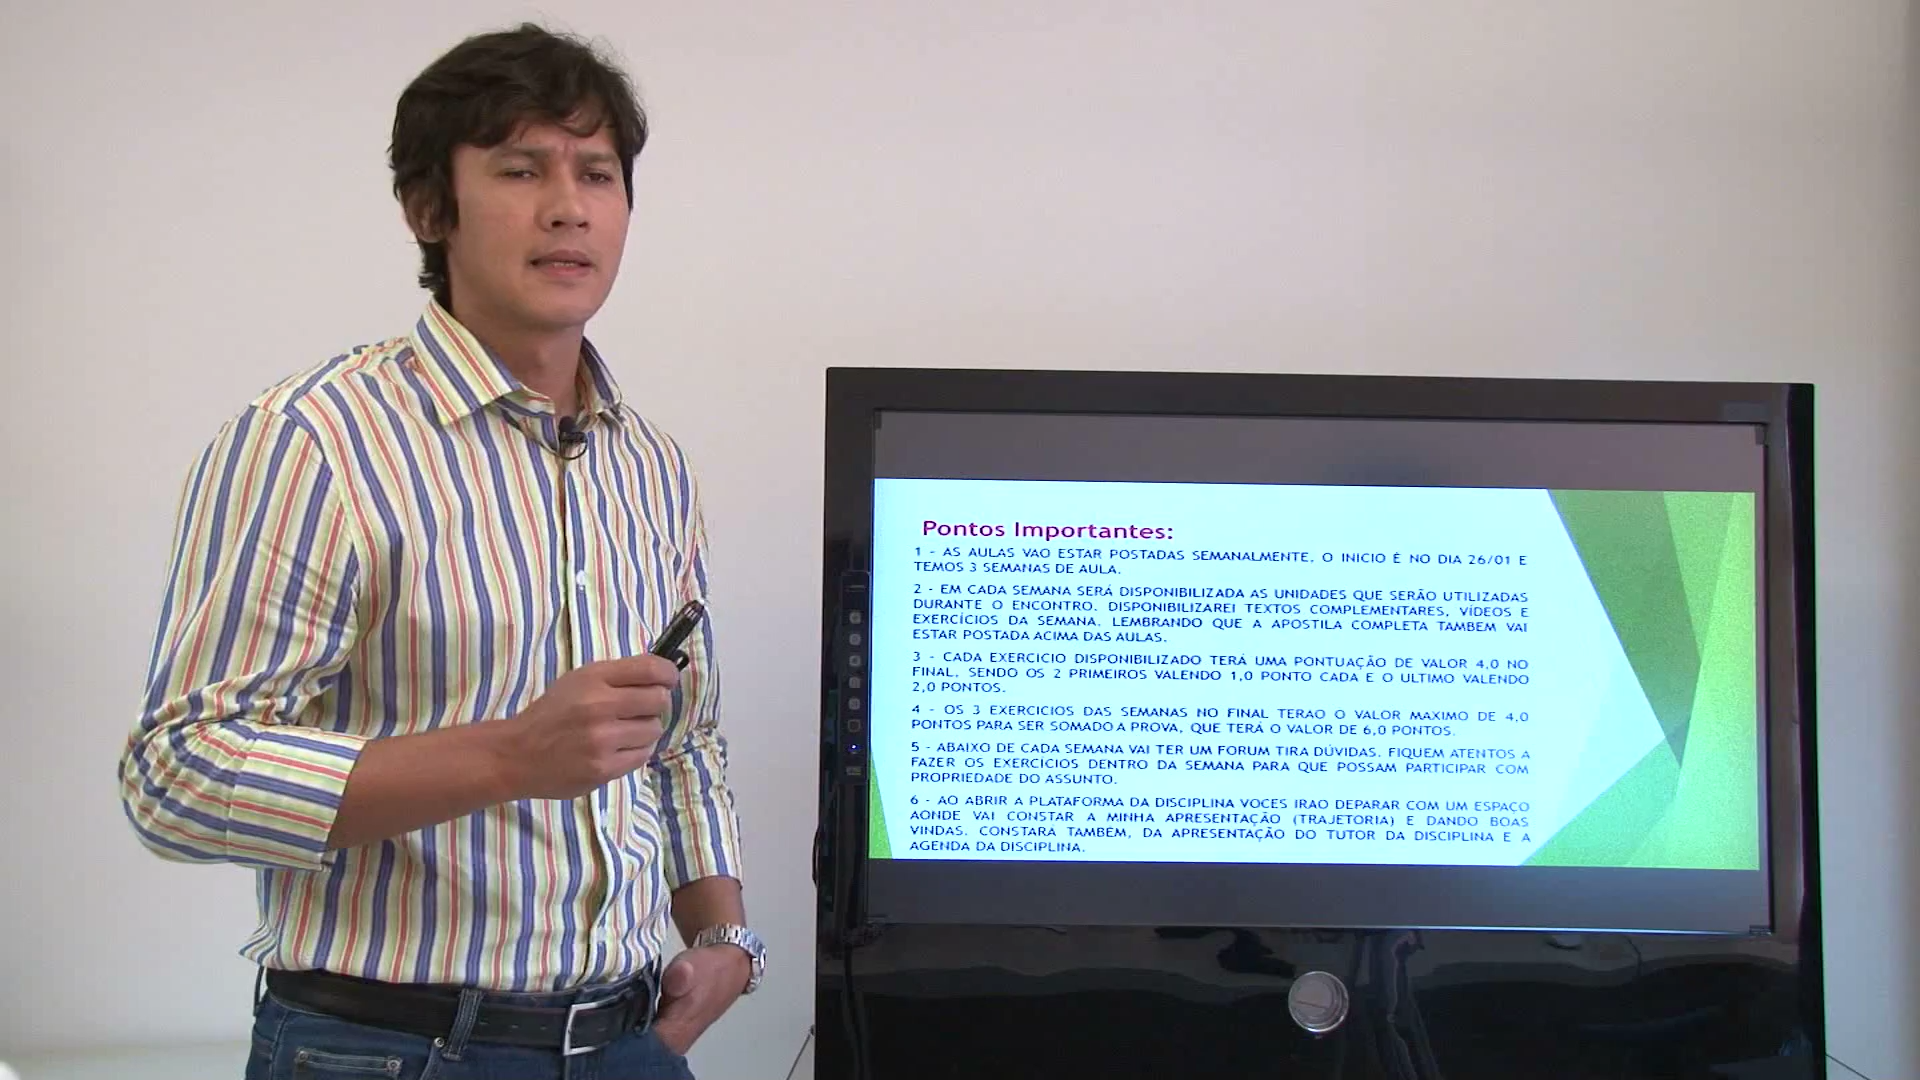 Pontos Importantes:
1 - AS AULAS VAO ESTAR POSTADAS SEMANALMENTE, O INICIO É NO DIA 26/01 E
TEMOS 3 SEMANAS DE AULA.
2 - EM CADA SEMANA SERÁ DISPONIBILIZADA AS UNIDADES QUE SERÃO UTILIZADAS
DURANTE O ENCONTRO. DISPONIBILIZAREI TEXTOS COMPLEMENTARES, VÍDEOS E
EXERCÍCIOS DA SEMANA. LEMBRANDO QUE A APOSTILA COMPLETA TAMBEM VAI
ESTAR POSTADA ACIMA DAS AULAS.
3 - CADA EXERCICIO DISPONIBILIZADO TERÁ UMA PONTUAÇÃO DE VALOR 4,0 NO
FINAL, SENDO OS 2 PRIMEIROS VALENDO 1,0 PONTO CADA E O ULTIMO VALENDO
2,0 PONTOS.
4 - OS 3 EXERCICIOS DAS SEMANAS NO FINAL TERAO O VALOR MAXIMO DE 4,0
PONTOS PARA SER SOMADO A PROVA, QUE TERÁ O VALOR DE 6,0 PONTOS.
5 - ABAIXO DE CADA SEMANA VAI TER UM FORUM TIRA DÚVIDAS. FIQUEM ATENTOS A
FAZER OS EXERCÍCIOS DENTRO DA SEMANA PARA QUE POSSAM PARTICIPAR COM
PROPRIEDADE DO ASSUNTO.
6 - AO ABRIR A PLATAFORMA DA DISCIPLINA VOCES IRAO DEPARAR COM UM ESPAÇO
AONDE VAI CONSTAR A MINHA APRESENTAÇÃO (TRAJETORIA) E DANDO BOAS
VINDAS. CONSTARÁ TAMBÉM, DA APRESENTAÇÃO DO TUTOR DA DISCIPLINA E A
AGENDA DA DISCIPLINA.